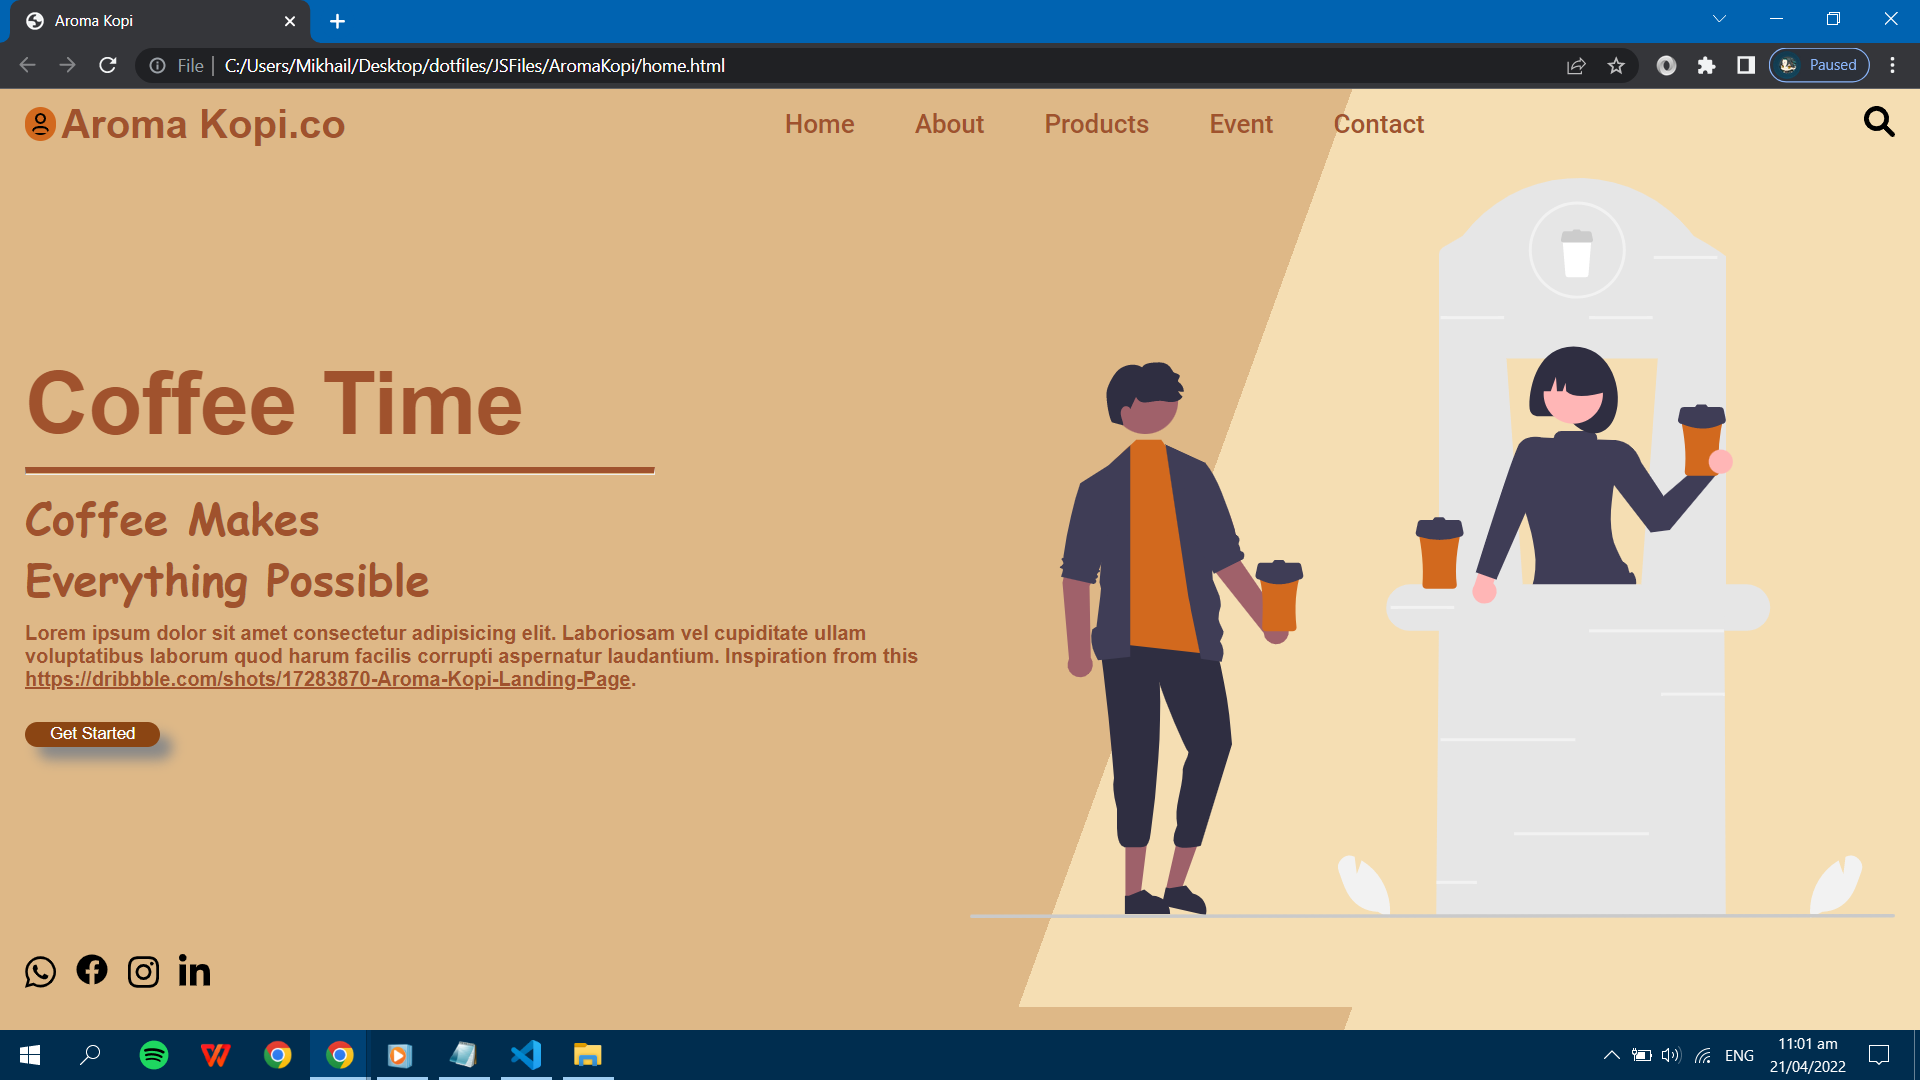 Aroma Kopi
File
C:/Users/Mikhail/Desktop/dotfiles/JSFiles/AromaKopi/home.html
Paused
Aroma Kopi.co
Home About Products Event Contact
Coffee Time
Coffee Makes
Everything Possible
Lorem ipsum dolor sit amet consectetur adipisicing elit. Laboriosam vel cupiditate ullam
voluptatibus laborum quod harum facilis corrupti aspernatur laudantium. Inspiration from this
https://dribbble.com/shots/17283870-Aroma-Kopi-Landing-Page.
Get Started
ENG
11:01 am
21/04/2022